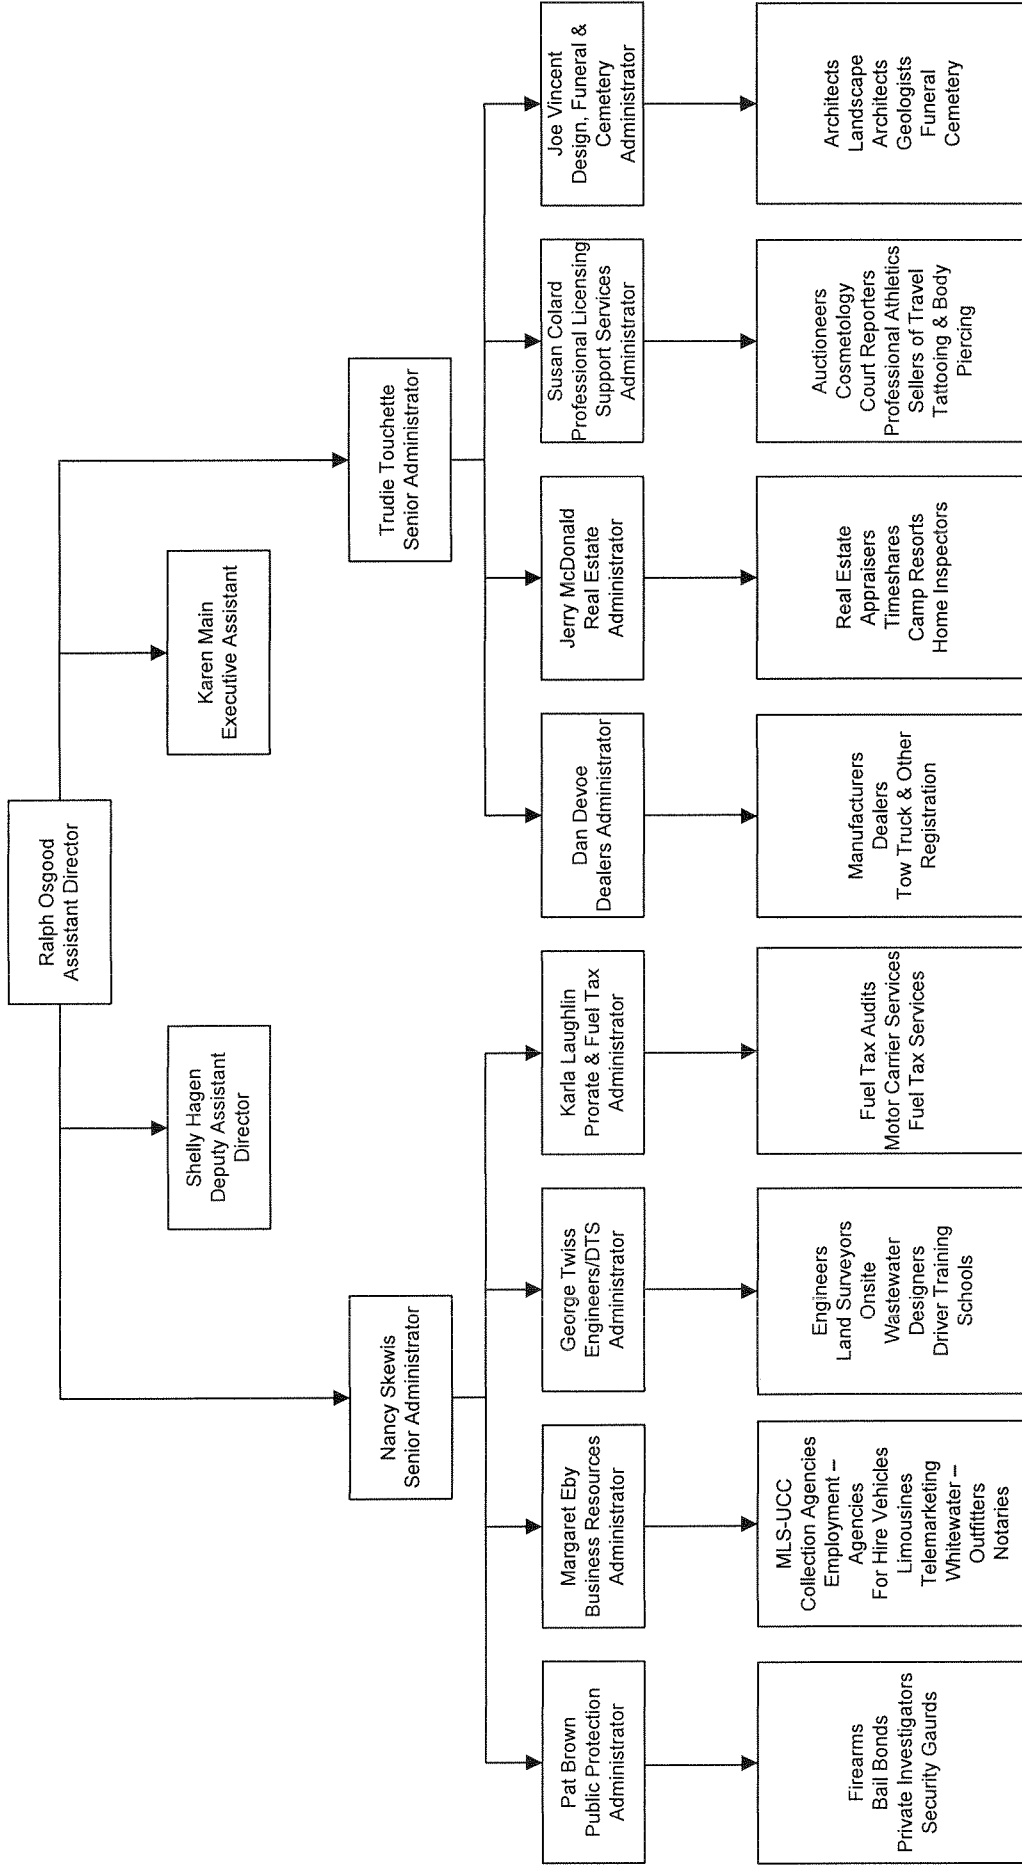 Ralph Osgood
Assistant Director
Shelly Hagen
Deputy Assistant
Director
Karen Main
Executive Assistant
Nancy Skewis
Senior Administrator
Trudie Touchette
Senior Administrator
Pat Brown
Public Protection
Administrator
Margaret Eby
Business Resources
Administrator
George Twiss
Engineers/DTS
Administrator
Karla Laughlin
Prorate & Fuel Tax
Administrator
Dan Devoe
Dealers Administrator
Jerry McDonald
Real Estate
Administrator
Susan Colard
Professional Licensing
Support Services
Administrator
Joe Vincent
Design, Funeral &
Cemetery
Administrator
Firearms
Bail Bonds
Private Investigators
Security Gaurds
MLS-UCC
Collection Agencies
Employment –
Agencies
For Hire Vehicles
Limousines
Telemarketing
Whitewater –
Outfitters
Notaries
Engineers
Land Surveyors
Onsite
Wastewater
Designers
Driver Training
Schools
Fuel Tax Audits
Motor Carrier Services
Fuel Tax Services
Manufacturers
Dealers
Tow Truck & Other
Registration
Real Estate
Appraisers
Timeshares
Camp Resorts
Home Inspectors
Auctioneers
Cosmetology
Court Reporters
Professional Athletics
Sellers of Travel
Tattooing & Body
Piercing
Architects
Landscape
Architects
Geologists
Funeral
Cemetery